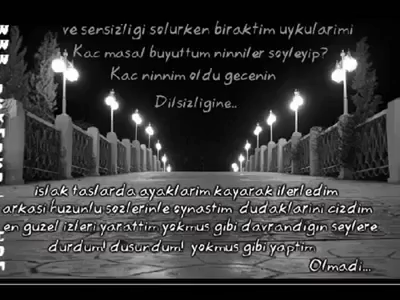 ve sensizligi solurken biraktim uykularimi
Kac masal buyuttum ninniler soyleyip?
Kac ninnim oldu gecenin
Dilsizligine..
islak taslarda ayaklarim kayarak ilerledim
arkasi huzunlu sozlerinle oynastim dudaklarini cizdim
en guzel izleri yarattim yokmus gibi davrandigin seylere
durdum! dusurdum! yokmus gibi yaptim
Olmadi...